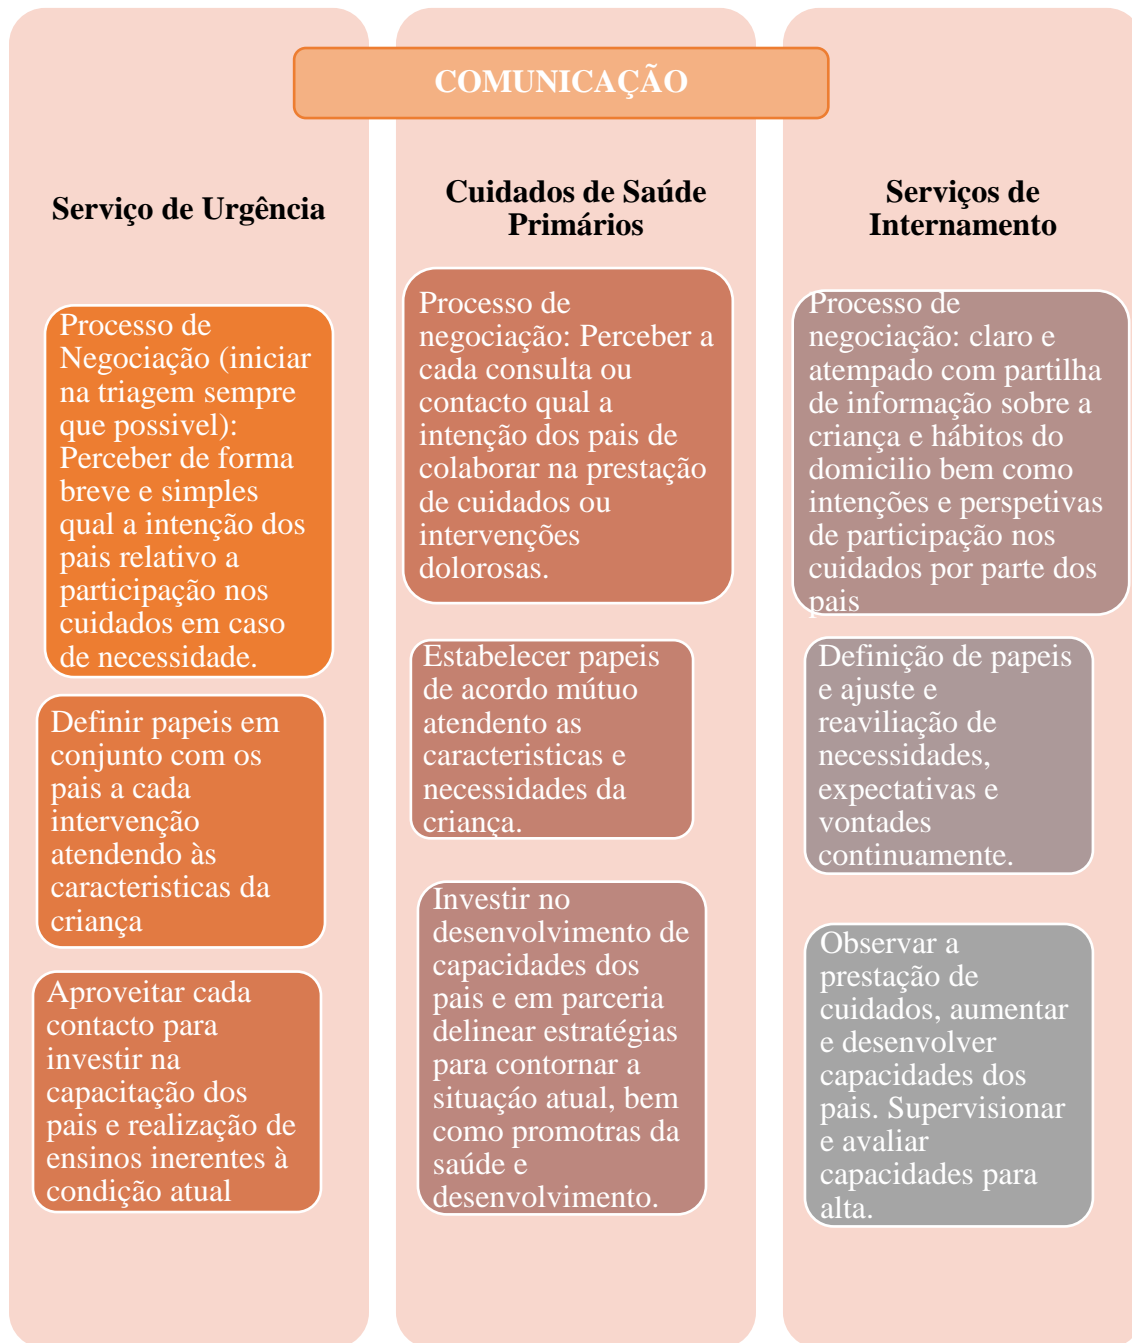 COMUNICAÇÃO
Serviço de Urgência
Processo de
Negociação (iniciar
na triagem sempre
que possivel):
Perceber de forma
breve e simples
qual a intenção dos
pais relativo a
participação nos
cuidados em caso
de necessidade.
Definir papeis em
conjunto com os
pais a cada
intervenção
atendendo às
caracteristicas da
criança
Aproveitar cada
contacto para
investir na
capacitação dos
pais e realização de
ensinos inerentes à
condição atual
Cuidados de Saúde
Primários
Processo de
negociação: Perceber a
cada consulta ou
contacto qual a
intenção dos pais de
colaborar na prestação
de cuidados ou
intervenções
dolorosas.
Estabelecer papeis
de acordo mútuo
atendento as
caracteristicas e
necessidades da
criança.
Investir no
desenvolvimento de
capacidades dos
pais e em parceria
delinear estratégias
para contornar a
situaçáo atual, bem
como promotras da
saúde e
desenvolvimento.
Serviços de
Internamento
Processo de
negociação: claro e
atempado com partilha
de informação sobre a
criança e hábitos do
domicilio bem como
intenções e perspetivas
de participação nos
cuidados por parte dos
pais
Definição de papeis
e ajuste e
reaviliação de
necessidades,
expectativas e
vontades
continuamente.
Observar a
prestação de
cuidados, aumentar
e desenvolver
capacidades dos
pais. Supervisionar
e avaliar
capacidades para
alta.